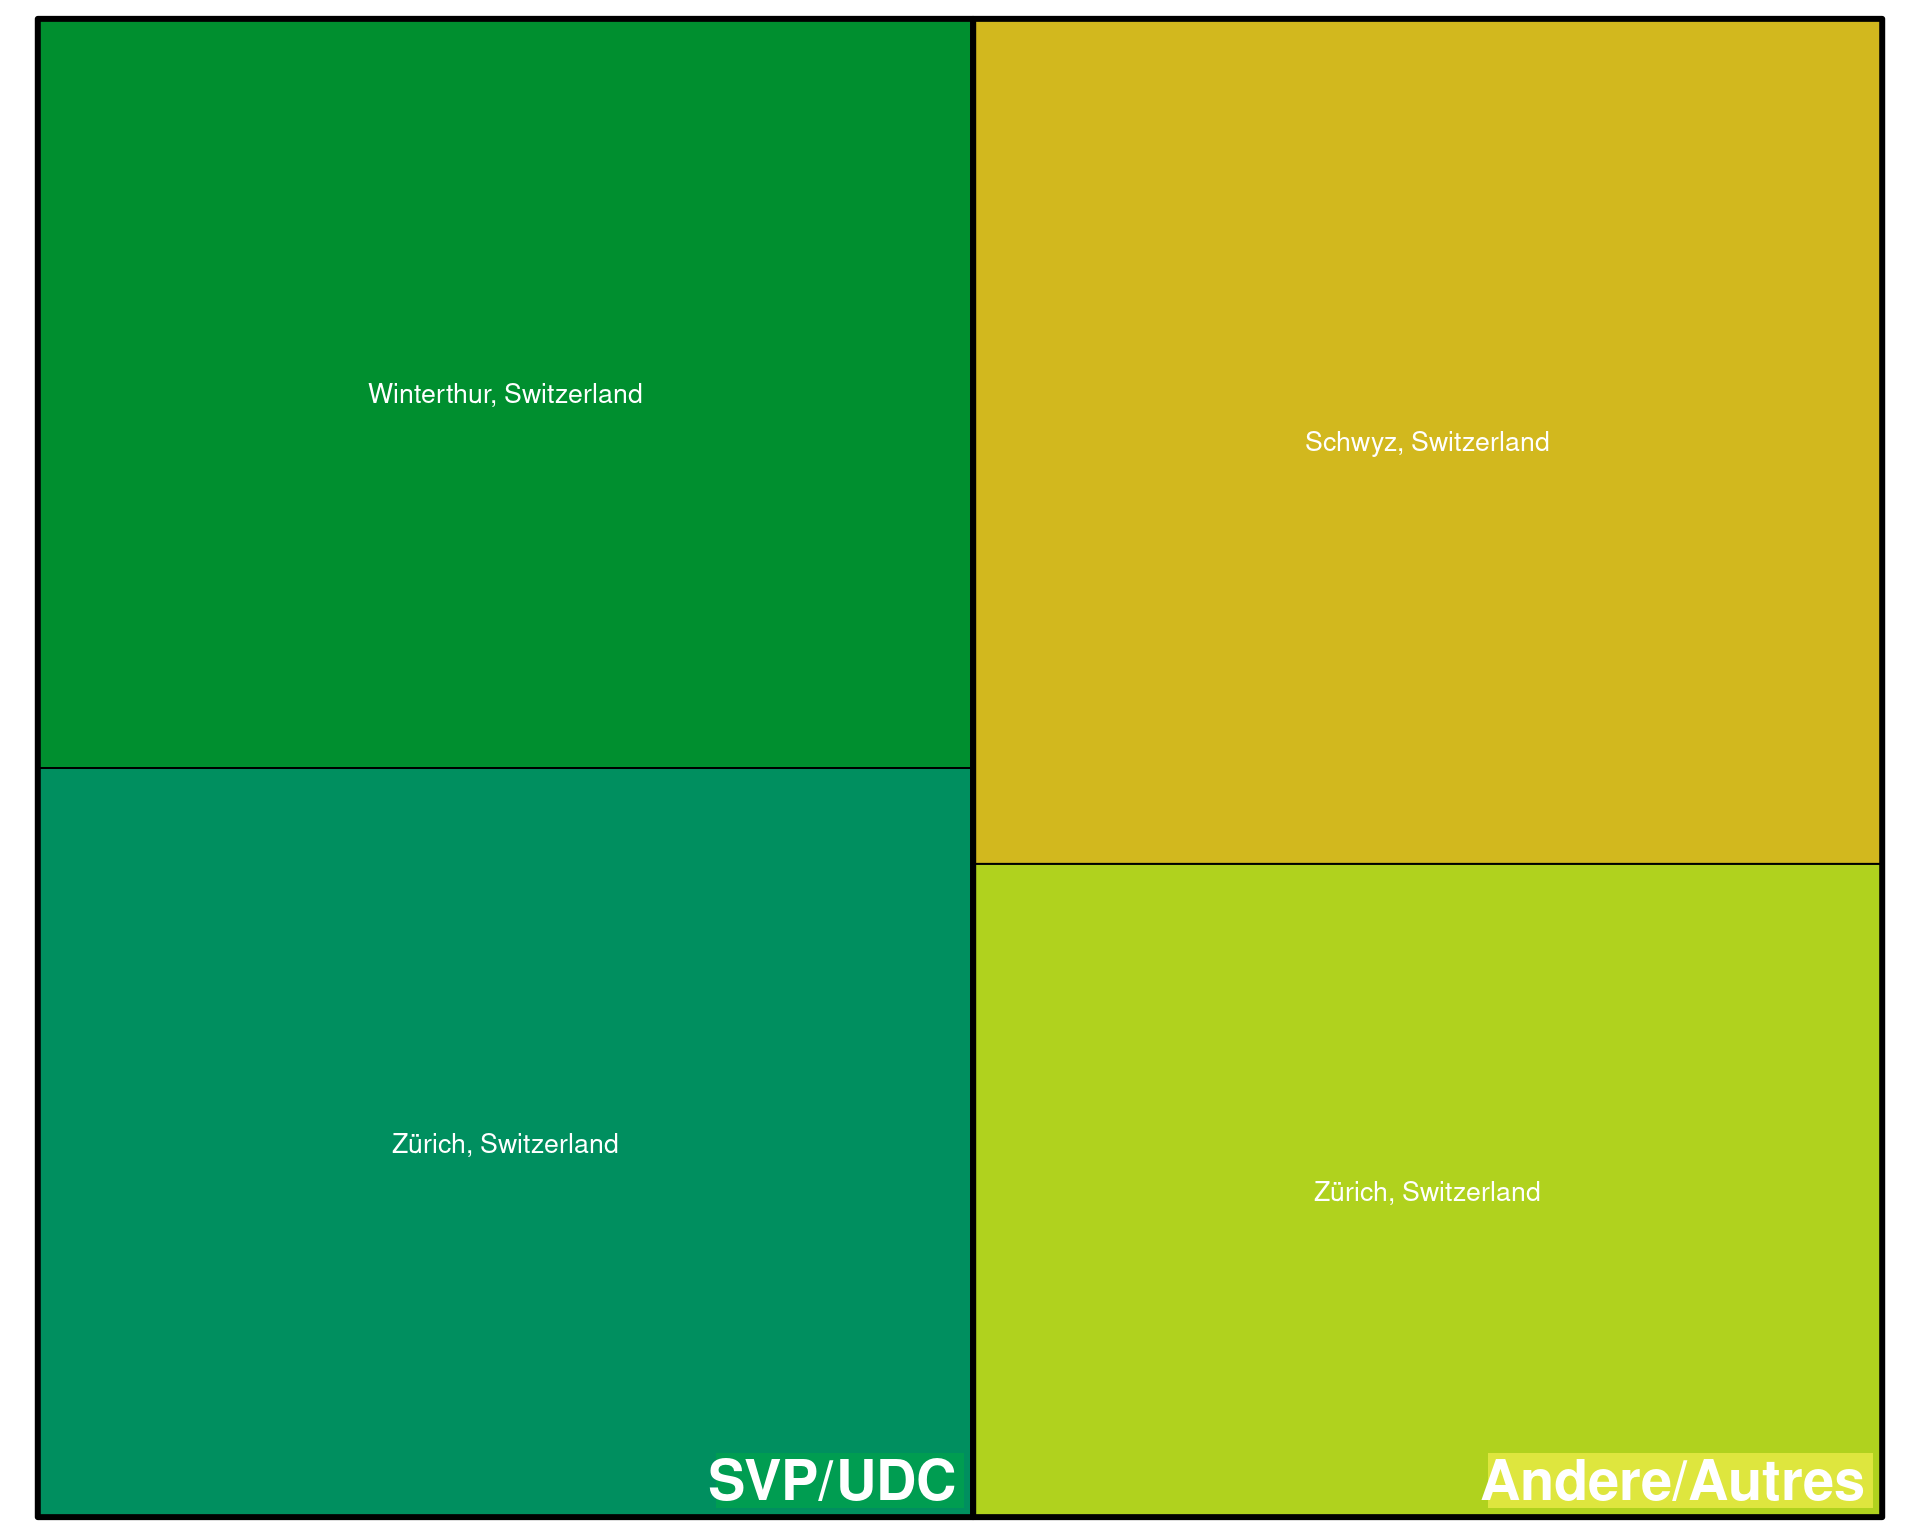 Winterthur, Switzerland
Zürich, Switzerland
SVP/UDC
Schwyz, Switzerland
Zürich, Switzerland
Andere/Autres